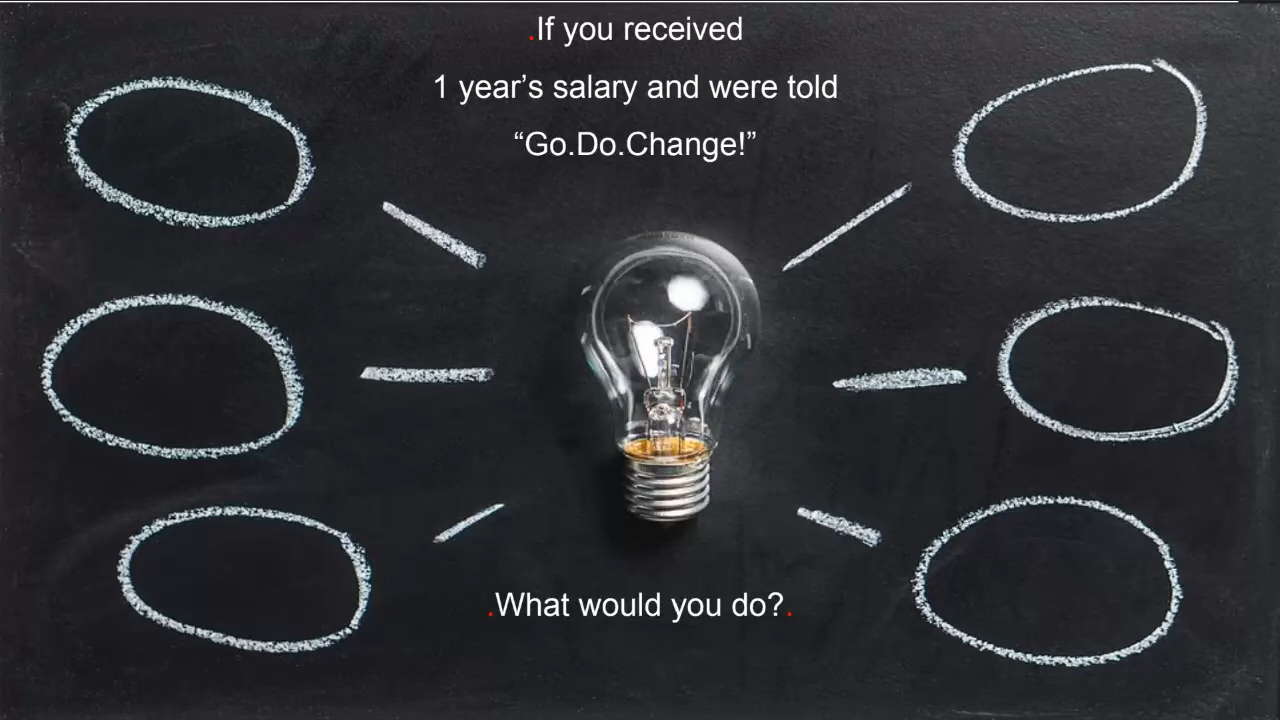 .If you received
1 year’s salary and were told
“Go.Do.Change!”
.What would you do?.